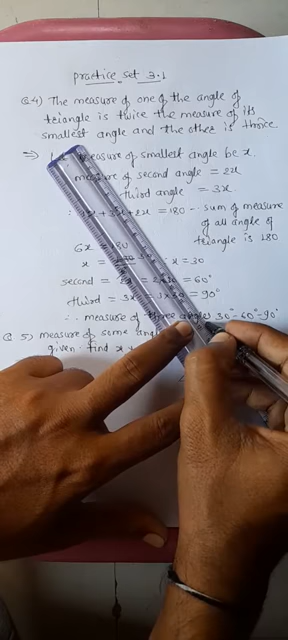 practice set 3.1
Q.4) The measure of one of the angle of
triangle is twice the measure of its
smallest angle and the other is thrice.
⇒ measure of smallest angle be x.
measure of second angle = 2x
third angle = 3x
∴ + + 2x = 180 - sum of measure
of all angle of
triangle is 180
6x = 180
x = ∴ x = 30
second = = 60°
third = 3x = 90°
∴ measure of three angles 30°-60°-90°
Q.5) measure of some
given. find x